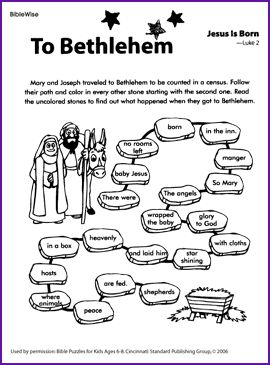 BibleWise
To Bethlehem
Jesus Is Born
—Luke 2
Mary and Joseph traveled to Bethlehem to be counted in a census. Follow
their path and color in every other stone starting with the second one. Read
the uncolored stones to find out what happened when they got to Bethlehem.
There were
baby Jesus
no rooms
left
born
in the inn.
manger
So Mary
The angels
wrapped
the baby
glory
to God
with cloths
star
shining
and laid him
heavenly
in a box
hosts
where
animals
peace
are fed.
shepherds
Used by permission: Bible Puzzles for Kids Ages 6-8. Cincinnati: Standard Publishing Group, © 2006